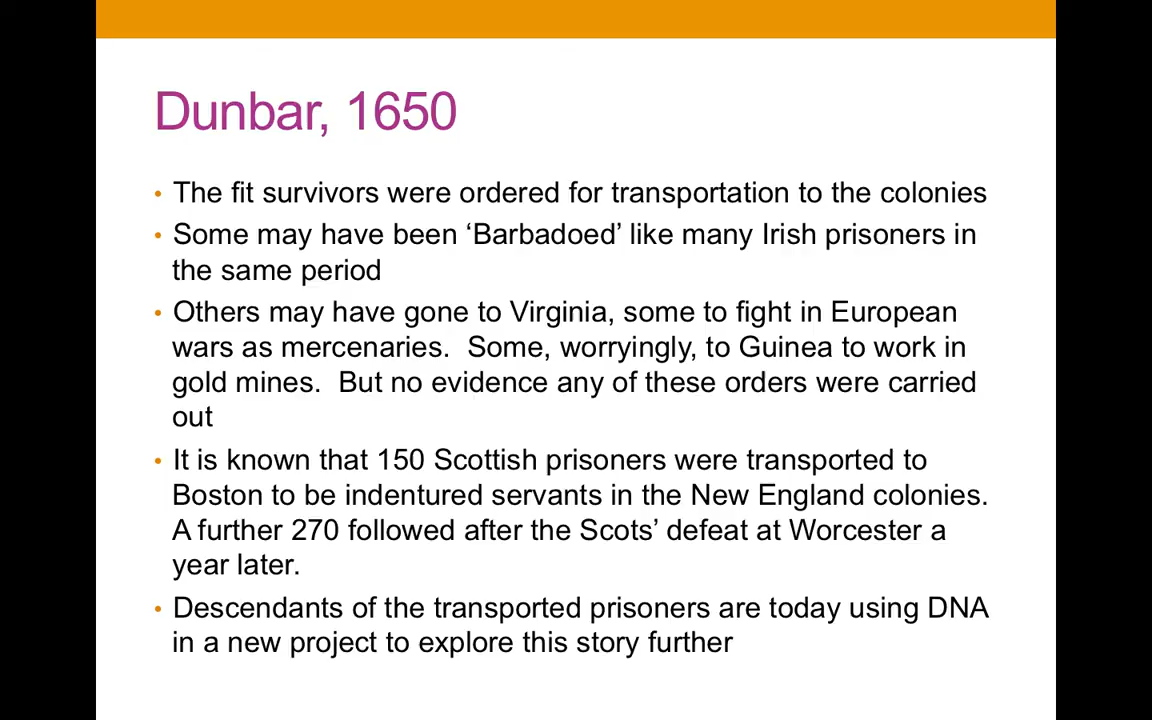 Dunbar, 1650
• The fit survivors were ordered for transportation to the colonies
• Some may have been ‘Barbadoed’ like many Irish prisoners in
the same period
• Others may have gone to Virginia, some to fight in European
wars as mercenaries.  Some, worryingly, to Guinea to work in
gold mines.  But no evidence any of these orders were carried
out
• It is known that 150 Scottish prisoners were transported to
Boston to be indentured servants in the New England colonies.
A further 270 followed after the Scots’ defeat at Worcester a
year later.
• Descendants of the transported prisoners are today using DNA
in a new project to explore this story further